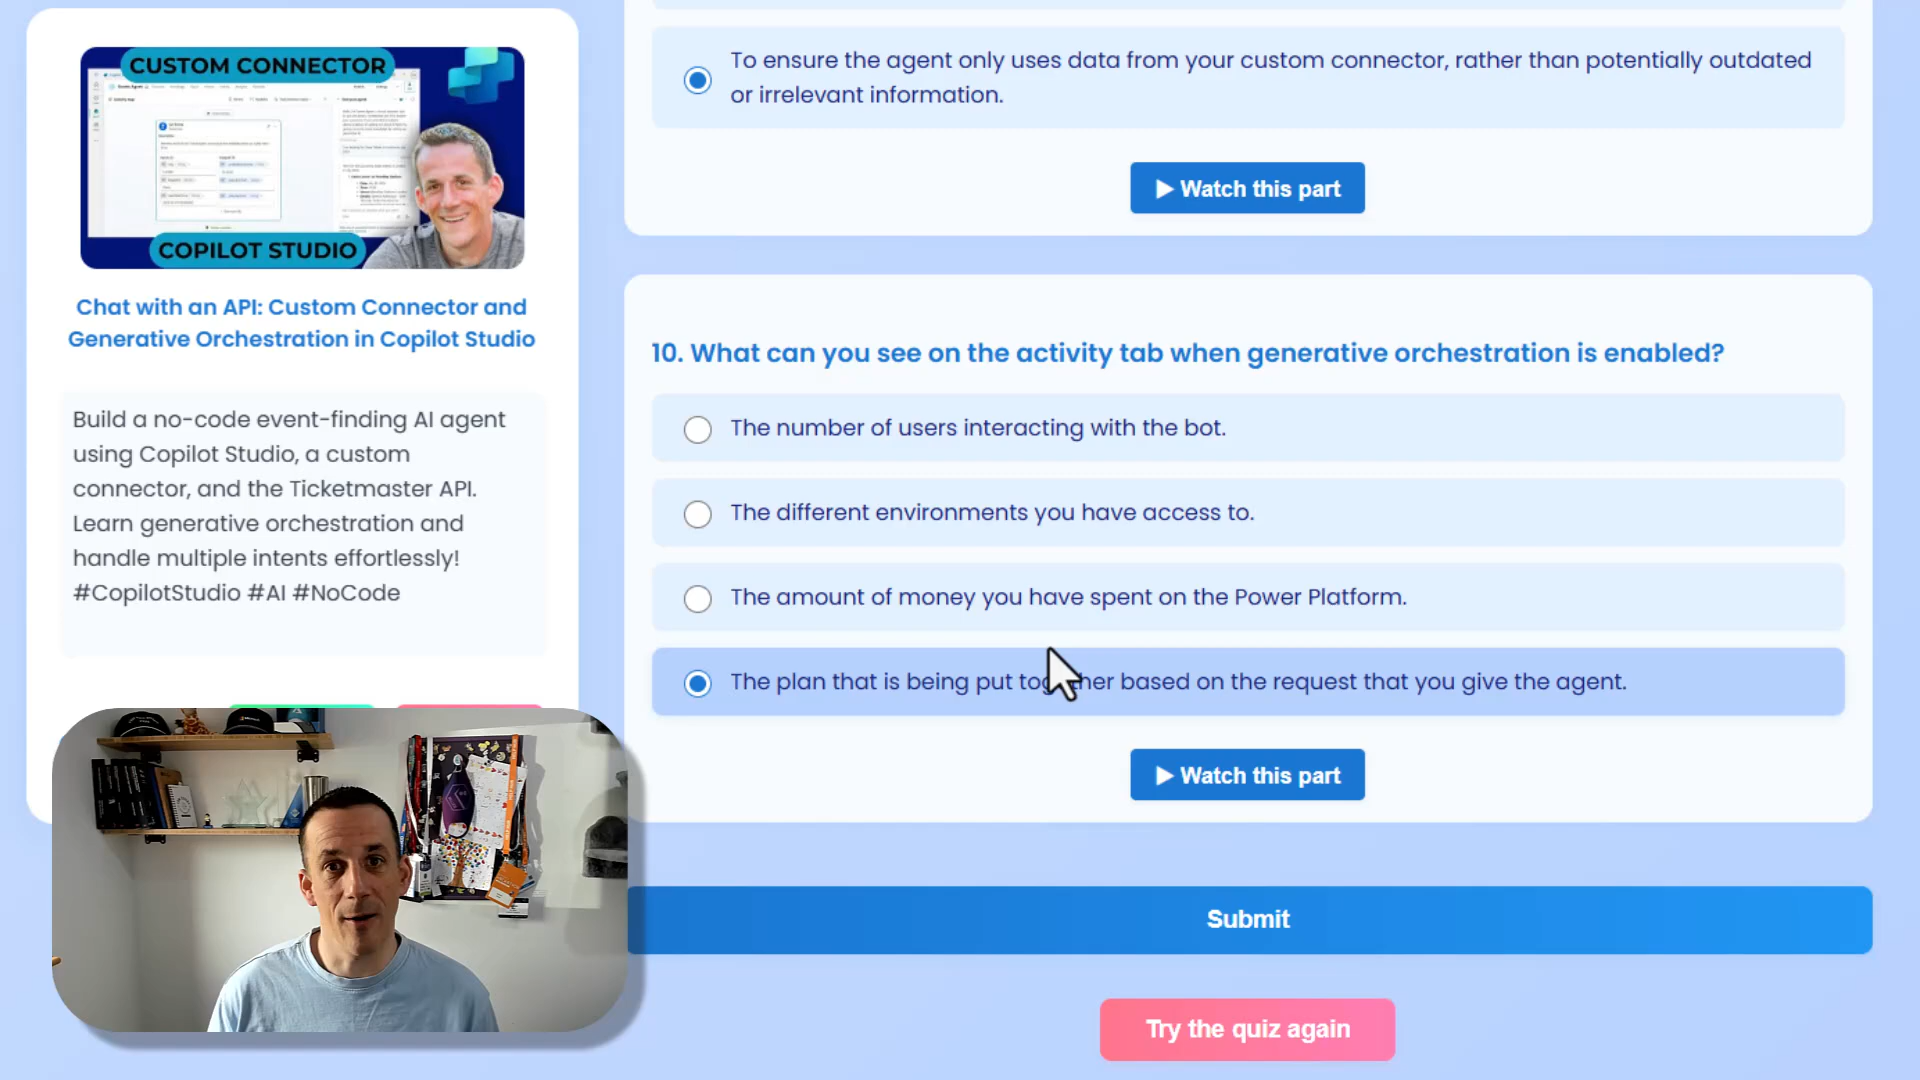 CUSTOM CONNECTOR
COPILOT STUDIO
Chat with an API: Custom Connector and
Generative Orchestration in Copilot Studio
Build a no-code event-finding AI agent
using Copilot Studio, a custom
connector, and the Ticketmaster API.
Learn generative orchestration and
handle multiple intents effortlessly!
#CopilotStudio #AI #NoCode
To ensure the agent only uses data from your custom connector, rather than potentially outdated
or irrelevant information.
▶ Watch this part
10. What can you see on the activity tab when generative orchestration is enabled?
The number of users interacting with the bot.
The different environments you have access to.
The amount of money you have spent on the Power Platform.
The plan that is being put together based on the request that you give the agent.
▶ Watch this part
Submit
Try the quiz again